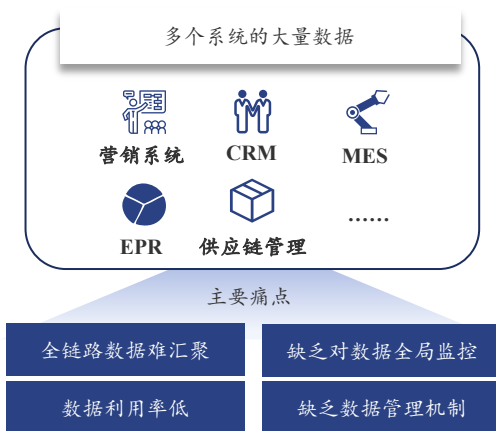 多个系统的大量数据
营销系统 CRM MES
EPR 供应链管理 ……
主要痛点
全链路数据难汇聚 缺乏对数据全局监控
数据利用率低 缺乏数据管理机制